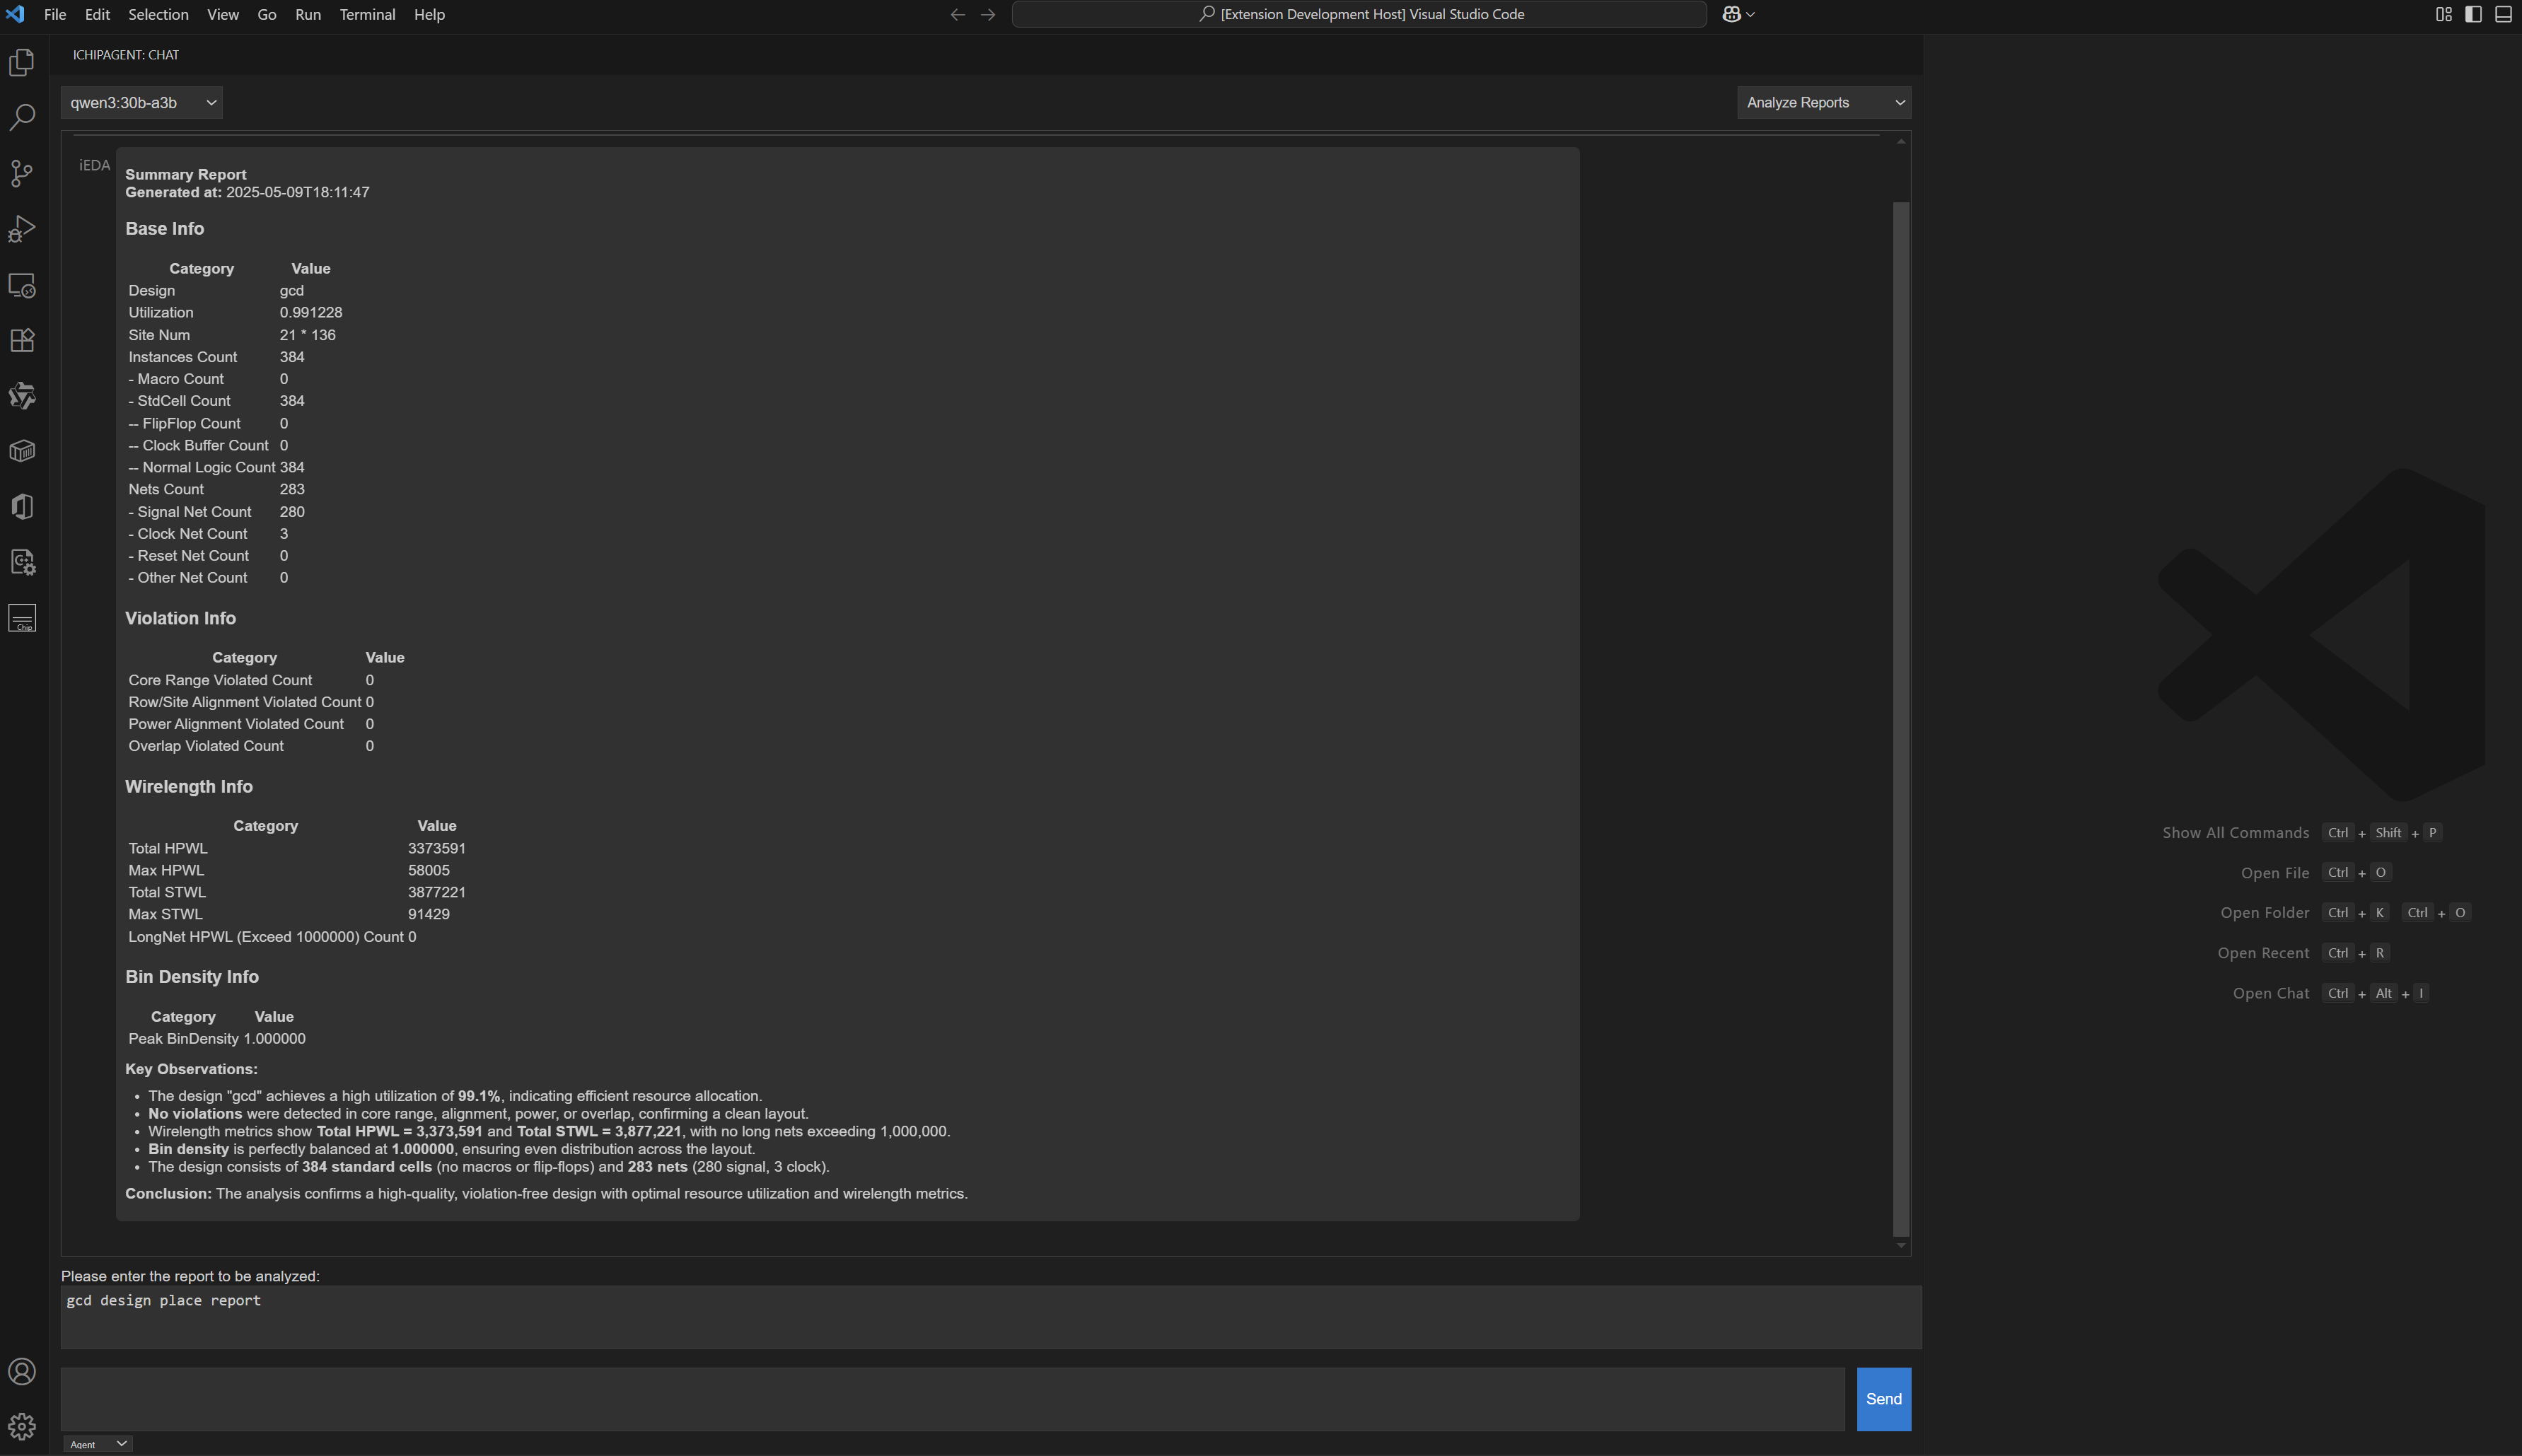 File Edit Selection View Go Run Terminal Help
[Extension Development Host] Visual Studio Code
ICHIPAGENT: CHAT
qwen3:30b-a3b
Analyze Reports
iEDA
Summary Report
Generated at: 2025-05-09T18:11:47
Base Info
Category Value
Design gcd
Utilization 0.991228
Site Num 21 * 136
Instances Count 384
- Macro Count 0
- StdCell Count 384
-- FlipFlop Count 0
-- Clock Buffer Count 0
-- Normal Logic Count 384
Nets Count 283
- Signal Net Count 280
- Clock Net Count 3
- Reset Net Count 0
- Other Net Count 0
Violation Info
Category Value
Core Range Violated Count 0
Row/Site Alignment Violated Count 0
Power Alignment Violated Count 0
Overlap Violated Count 0
Wirelength Info
Category Value
Total HPWL 3373591
Max HPWL 58005
Total STWL 3877221
Max STWL 91429
LongNet HPWL (Exceed 1000000) Count 0
Bin Density Info
Category Value
Peak BinDensity 1.000000
Key Observations:
• The design "gcd" achieves a high utilization of 99.1%, indicating efficient resource allocation.
• No violations were detected in core range, alignment, power, or overlap, confirming a clean layout.
• Wirelength metrics show Total HPWL = 3,373,591 and Total STWL = 3,877,221, with no long nets exceeding 1,000,000.
• Bin density is perfectly balanced at 1.000000, ensuring even distribution across the layout.
• The design consists of 384 standard cells (no macros or flip-flops) and 283 nets (280 signal, 3 clock).
Conclusion: The analysis confirms a high-quality, violation-free design with optimal resource utilization and wirelength metrics.
Please enter the report to be analyzed:
gcd design place report
Send
Agent
Chip
Show All Commands Ctrl + Shift + P
Open File Ctrl + O
Open Folder Ctrl + K Ctrl + O
Open Recent Ctrl + R
Open Chat Ctrl + Alt + I